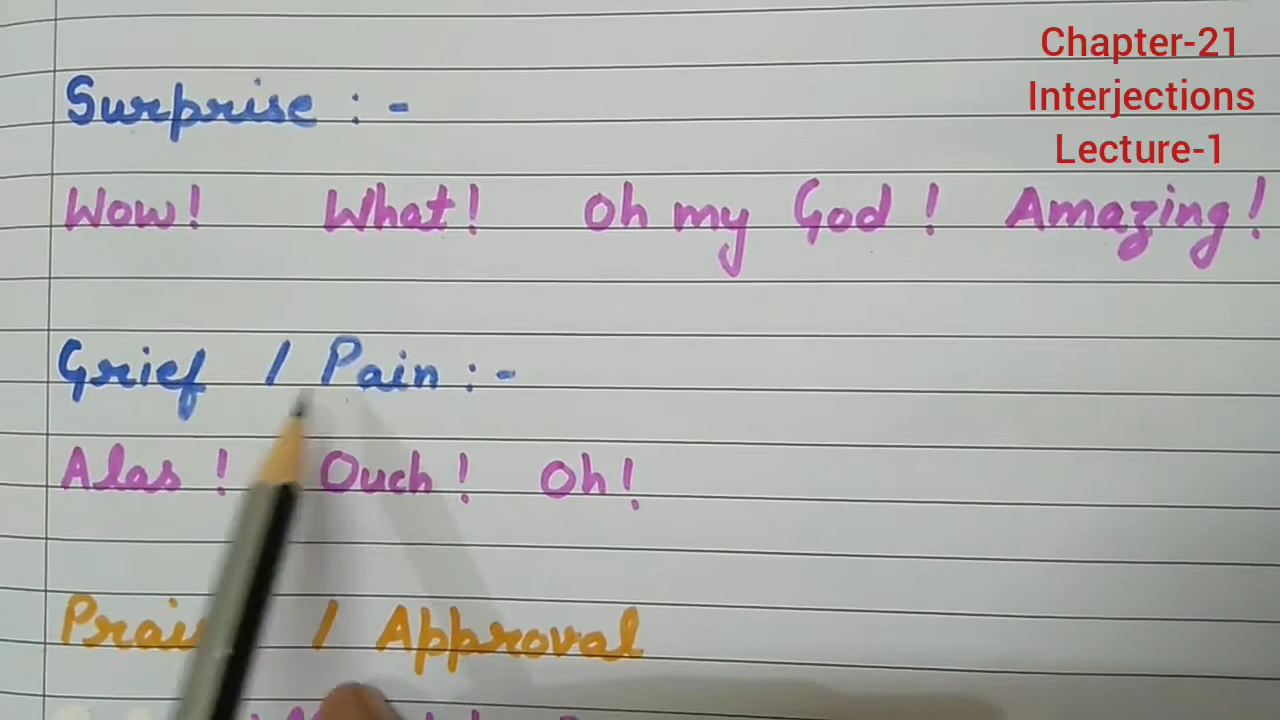 Chapter-21
Interjections
Lecture-1
Surprise :-
Wow! What! Oh my God ! Amazing!
Grief / Pain :-
Alas ! Ouch ! Oh!
/ Approval